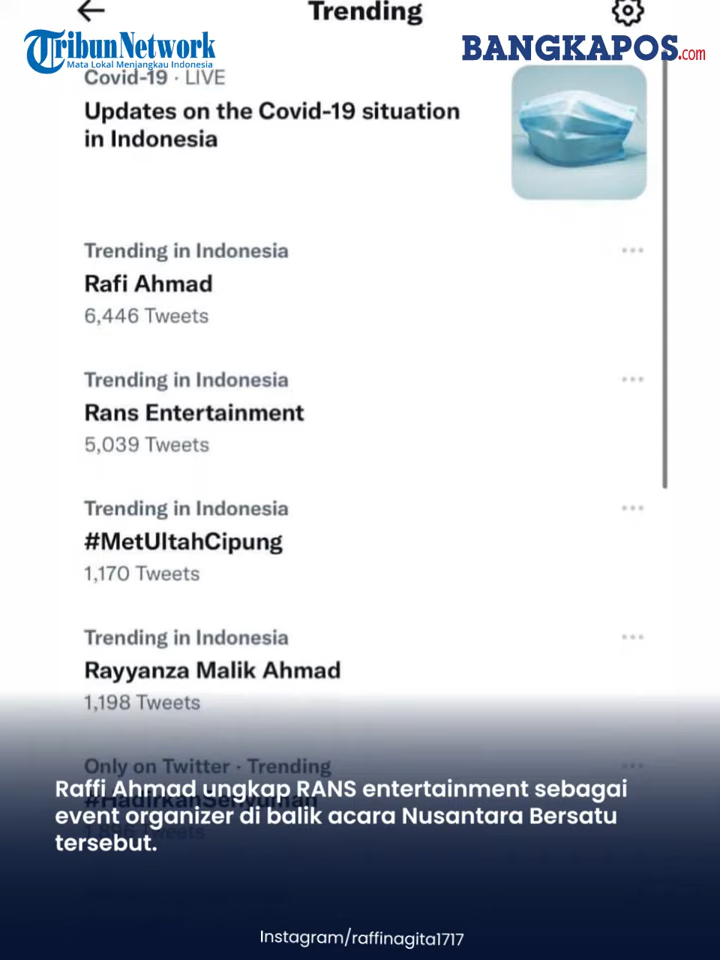 Trending
TribunNetwork
Mata Lokal Menjangkau Indonesia
BANGKAPOS.com
Covid-19 · LIVE
Updates on the Covid-19 situation
in Indonesia
Trending in Indonesia
Rafi Ahmad
6,446 Tweets
Trending in Indonesia
Rans Entertainment
5,039 Tweets
Trending in Indonesia
#MetUltahCipung
1,170 Tweets
Trending in Indonesia
Rayyanza Malik Ahmad
1,198 Tweets
Only on Twitter · Trending
#HadirkanSenyuman
Tweets
Raffi Ahmad ungkap RANS entertainment sebagai
event organizer di balik acara Nusantara Bersatu
tersebut.
Instagram/raffinagita1717